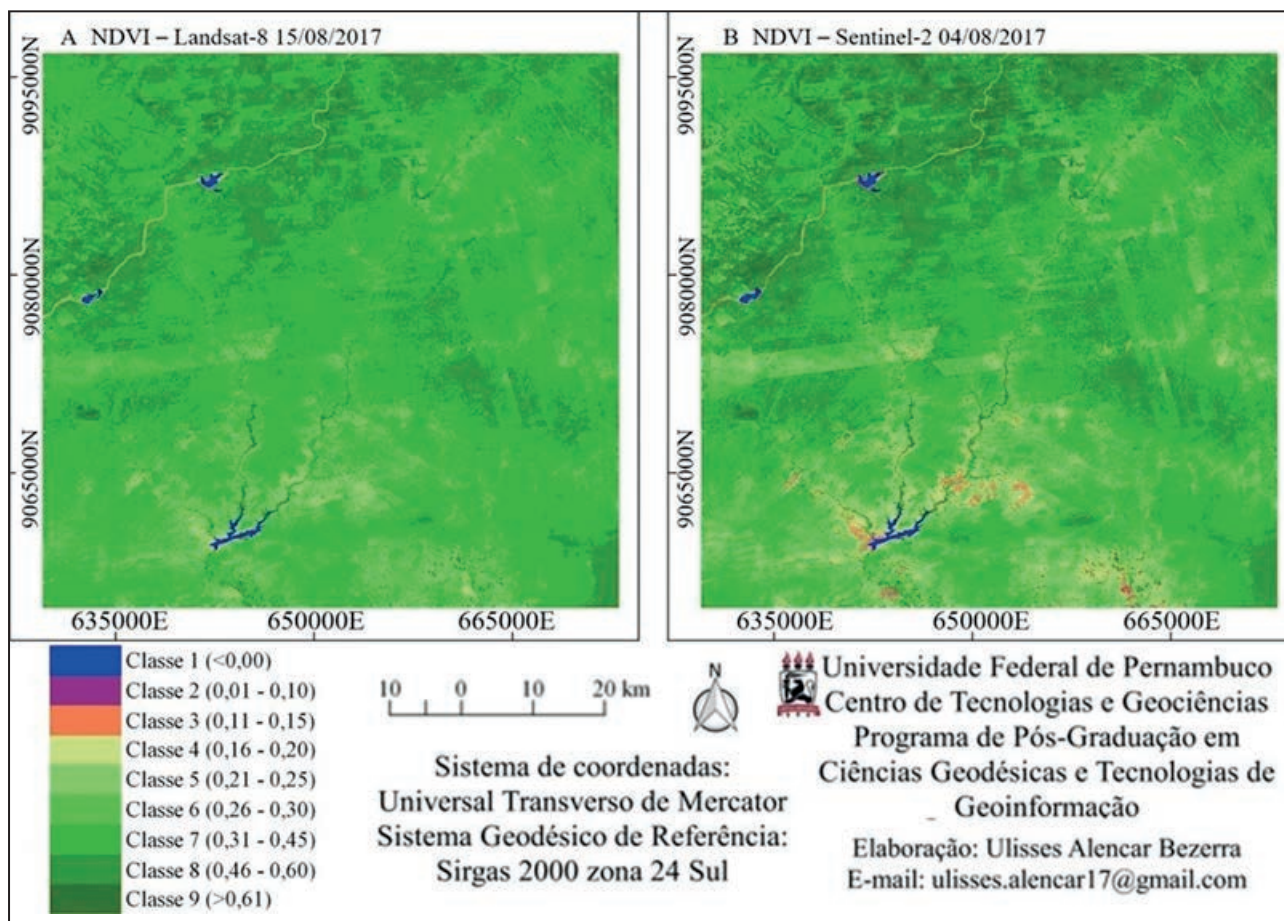 A NDVI – Landsat-8 15/08/2017
B NDVI – Sentinel-2 04/08/2017
9095000N
9080000N
9065000N
635000E 650000E 665000E
9095000N
9080000N
9065000N
635000E 650000E 665000E
Classe 1 (<0,00)
Classe 2 (0,01 - 0,10)
Classe 3 (0,11 - 0,15)
Classe 4 (0,16 - 0,20)
Classe 5 (0,21 - 0,25)
Classe 6 (0,26 - 0,30)
Classe 7 (0,31 - 0,45)
Classe 8 (0,46 - 0,60)
Classe 9 (>0,61)
10 0 10 20 km
N
Sistema de coordenadas:
Universal Transverso de Mercator
Sistema Geodésico de Referência:
Sirgas 2000 zona 24 Sul
Universidade Federal de Pernambuco
Centro de Tecnologias e Geociências
Programa de Pós-Graduação em
Ciências Geodésicas e Tecnologias de
Geoinformação
Elaboração: Ulisses Alencar Bezerra
E-mail: ulisses.alencar17@gmail.com